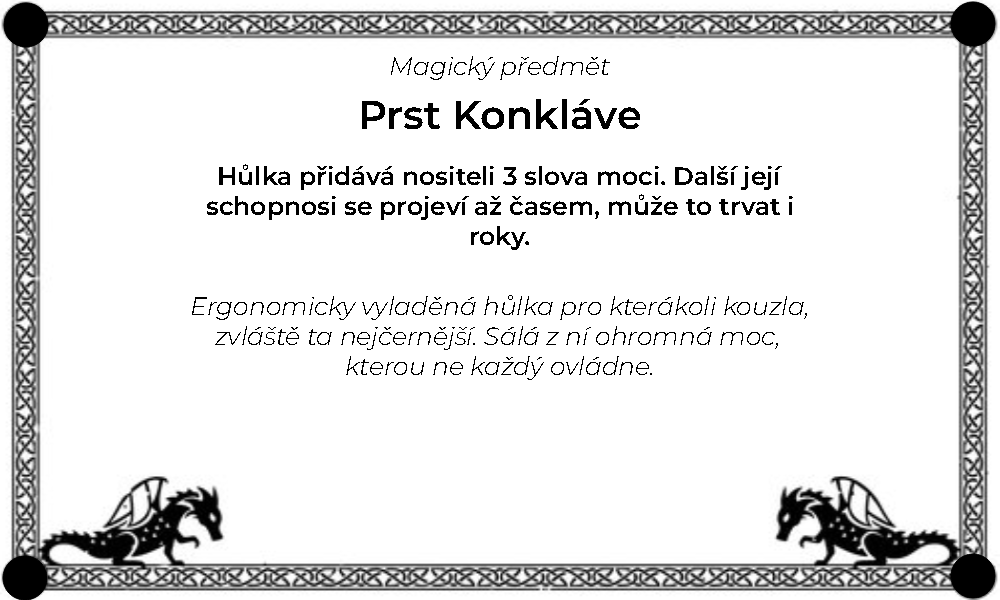 Magický předmět
Prst Konkláve
Hůlka přidává nositeli 3 slova moci. Další její
schopnosi se projeví až časem, může to trvat i
roky.
Ergonomicky vyladěná hůlka pro kterákoli kouzla,
zvláště ta nejčernější. Sálá z ní ohromná moc,
kterou ne každý ovládne.